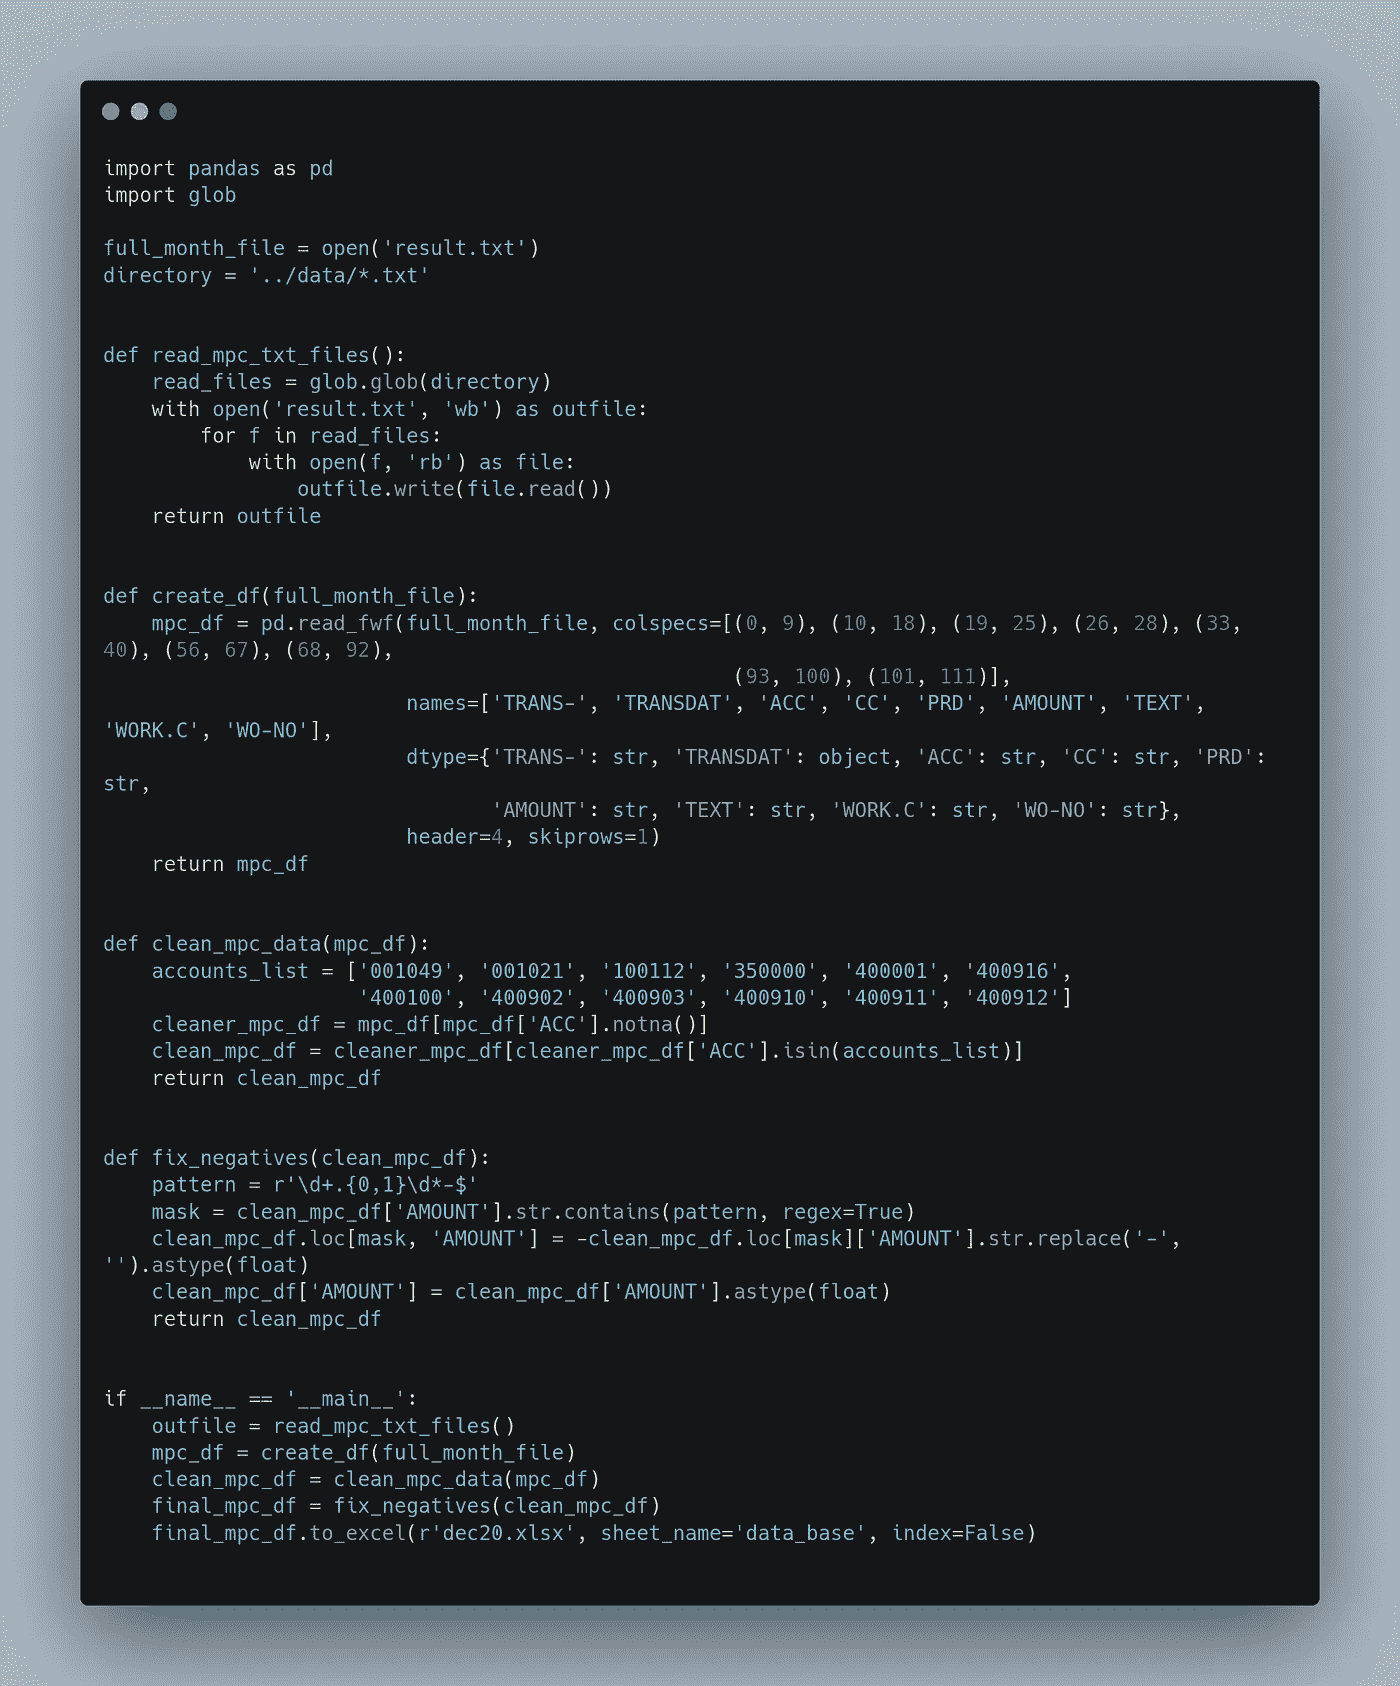 import pandas as pd
import glob

full_month_file = open('result.txt')
directory = '../data/*.txt'


def read_mpc_txt_files():
    read_files = glob.glob(directory)
    with open('result.txt', 'wb') as outfile:
        for f in read_files:
            with open(f, 'rb') as file:
                outfile.write(file.read())
    return outfile


def create_df(full_month_file):
    mpc_df = pd.read_fwf(full_month_file, colspecs=[(0, 9), (10, 18), (19, 25), (26, 28), (33,
40), (56, 67), (68, 92),
                                                    (93, 100), (101, 111)],
                         names=['TRANS-', 'TRANSDAT', 'ACC', 'CC', 'PRD', 'AMOUNT', 'TEXT',
'WORK.C', 'WO-NO'],
                         dtype={'TRANS-': str, 'TRANSDAT': object, 'ACC': str, 'CC': str, 'PRD':
str,
                                'AMOUNT': str, 'TEXT': str, 'WORK.C': str, 'WO-NO': str},
                         header=4, skiprows=1)
    return mpc_df


def clean_mpc_data(mpc_df):
    accounts_list = ['001049', '001021', '100112', '350000', '400001', '400916',
                     '400100', '400902', '400903', '400910', '400911', '400912']
    cleaner_mpc_df = mpc_df[mpc_df['ACC'].notna()]
    clean_mpc_df = cleaner_mpc_df[cleaner_mpc_df['ACC'].isin(accounts_list)]
    return clean_mpc_df


def fix_negatives(clean_mpc_df):
    pattern = r'\d+.{0,1}\d*-$'
    mask = clean_mpc_df['AMOUNT'].str.contains(pattern, regex=True)
    clean_mpc_df.loc[mask, 'AMOUNT'] = -clean_mpc_df.loc[mask]['AMOUNT'].str.replace('-',
'').astype(float)
    clean_mpc_df['AMOUNT'] = clean_mpc_df['AMOUNT'].astype(float)
    return clean_mpc_df


if __name__ == '__main__':
    outfile = read_mpc_txt_files()
    mpc_df = create_df(full_month_file)
    clean_mpc_df = clean_mpc_data(mpc_df)
    final_mpc_df = fix_negatives(clean_mpc_df)
    final_mpc_df.to_excel(r'dec20.xlsx', sheet_name='data_base', index=False)